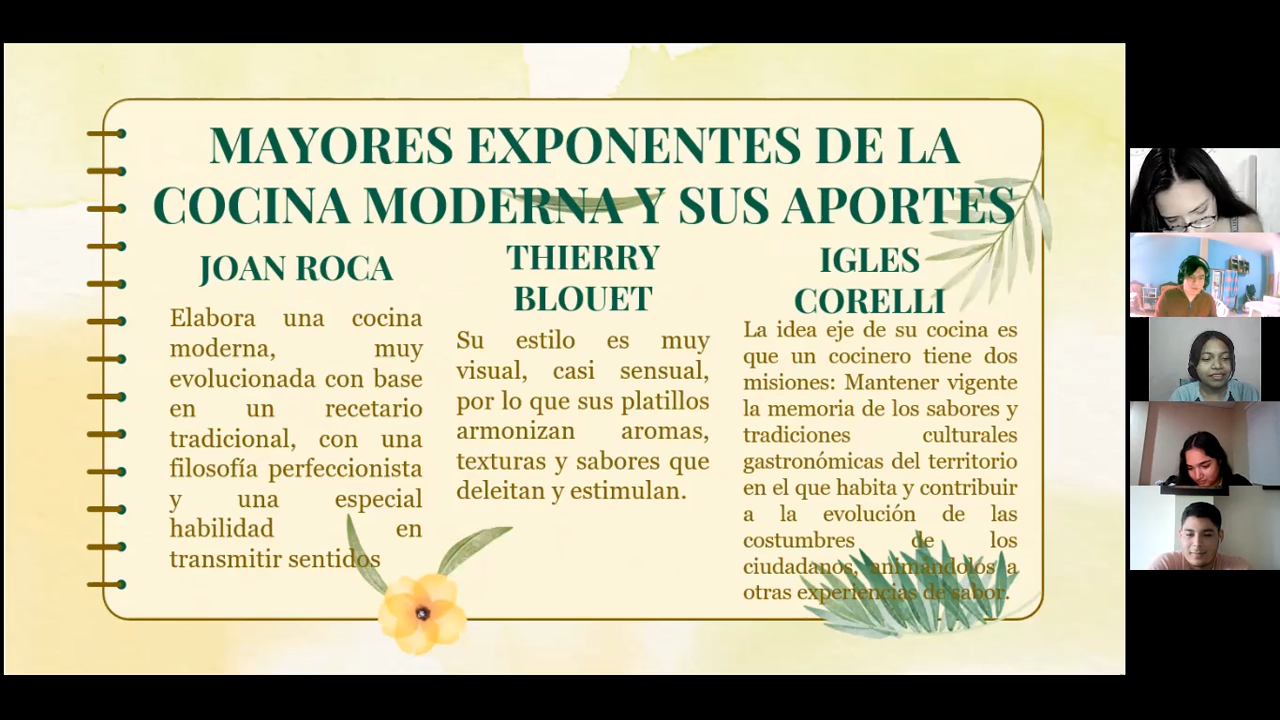 MAYORES EXPONENTES DE LA
COCINA MODERNA Y SUS APORTES
JOAN ROCA
Elabora una cocina
moderna, muy
evolucionada con base
en un recetario
tradicional, con una
filosofía perfeccionista
y una especial
habilidad en
transmitir sentidos
THIERRY
BLOUET
Su estilo es muy
visual, casi sensual,
por lo que sus platillos
armonizan aromas,
texturas y sabores que
deleitan y estimulan.
IGLES
CORELLI
La idea eje de su cocina es
que un cocinero tiene dos
misiones: Mantener vigente
la memoria de los sabores y
tradiciones culturales
gastronómicas del territorio
en el que habita y contribuir
a la evolución de las
costumbres de los
ciudadanos, animándolos a
otras experiencias de sabor.